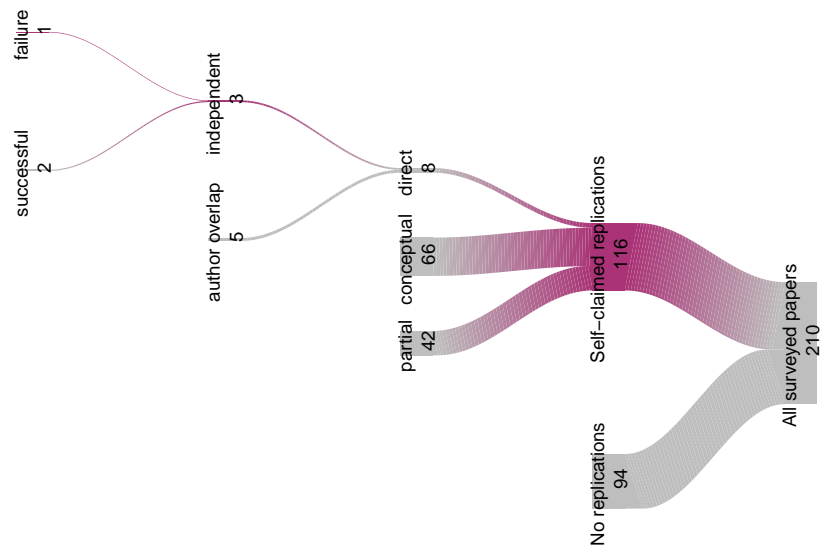 All surveyed papers
210
No replications
94
Self−claimed replications
116
partial
42
conceptual
66
direct
8
author overlap
5
independent
3
successful
2
failure
1